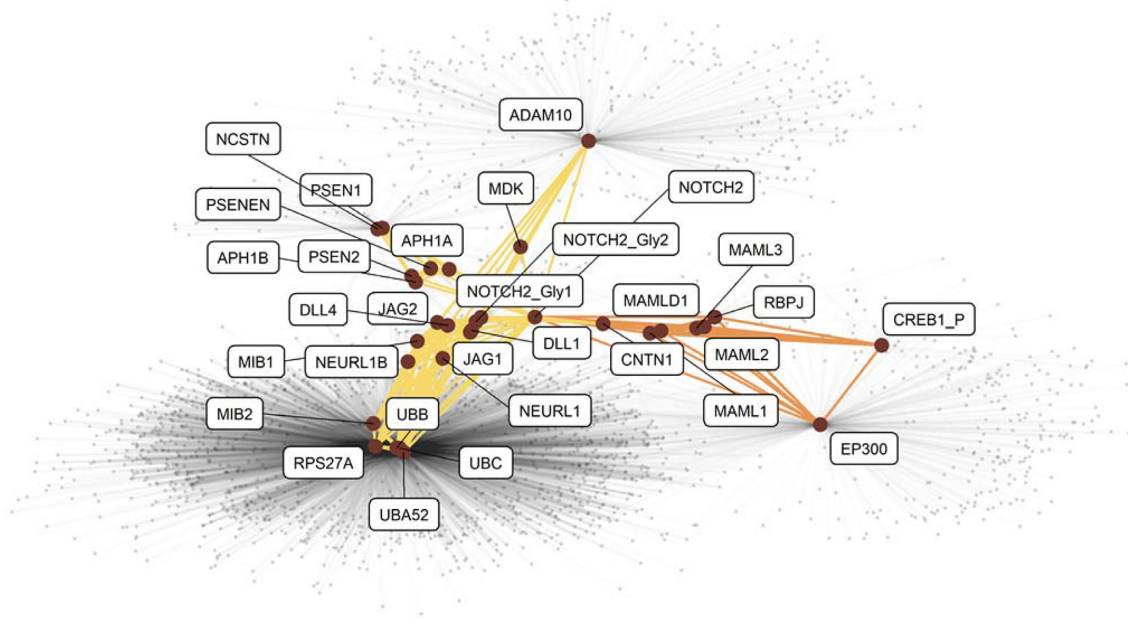 ADAM10
NCSTN
PSEN1
MDK
NOTCH2
PSENEN
APH1A
NOTCH2_Gly2
MAML3
APH1B
PSEN2
NOTCH2_Gly1
MAMLD1
RBPJ
DLL4
JAG2
CREB1_P
DLL1
MIB1
NEURL1B
JAG1
CNTN1
MAML2
MIB2
UBB
NEURL1
MAML1
EP300
RPS27A
UBC
UBA52